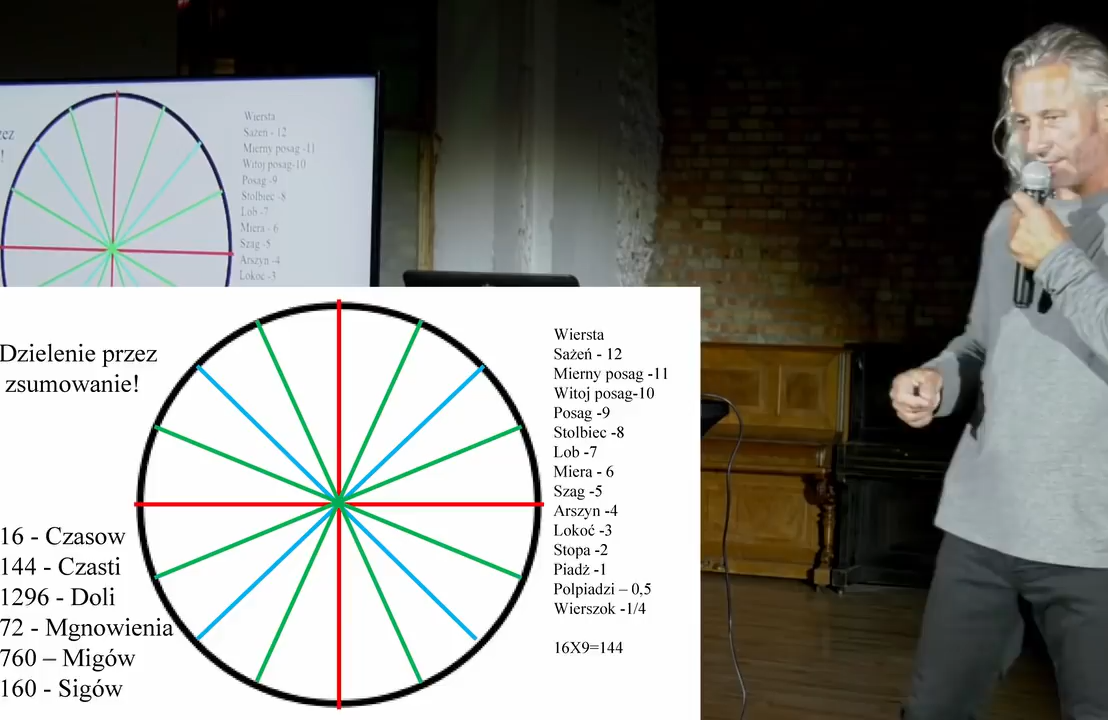 ez
!
Wiersta
Sażeń - 12
Mierny posag -11
Witoj posag-10
Posag -9
Stolbiec -8
Lob -7
Miera - 6
Szag -5
Arszyn -4
Lokoć -3
Dzielenie przez
zsumowanie!
16 - Czasow
144 - Czasti
1296 - Doli
72 - Mgnowienia
760 – Migów
160 - Sigów
Wiersta
Sażeń - 12
Mierny posag -11
Witoj posag-10
Posag -9
Stolbiec -8
Lob -7
Miera - 6
Szag -5
Arszyn -4
Lokoć -3
Stopa -2
Piadż -1
Polpiadzi – 0,5
Wierszok -1/4
16X9=144